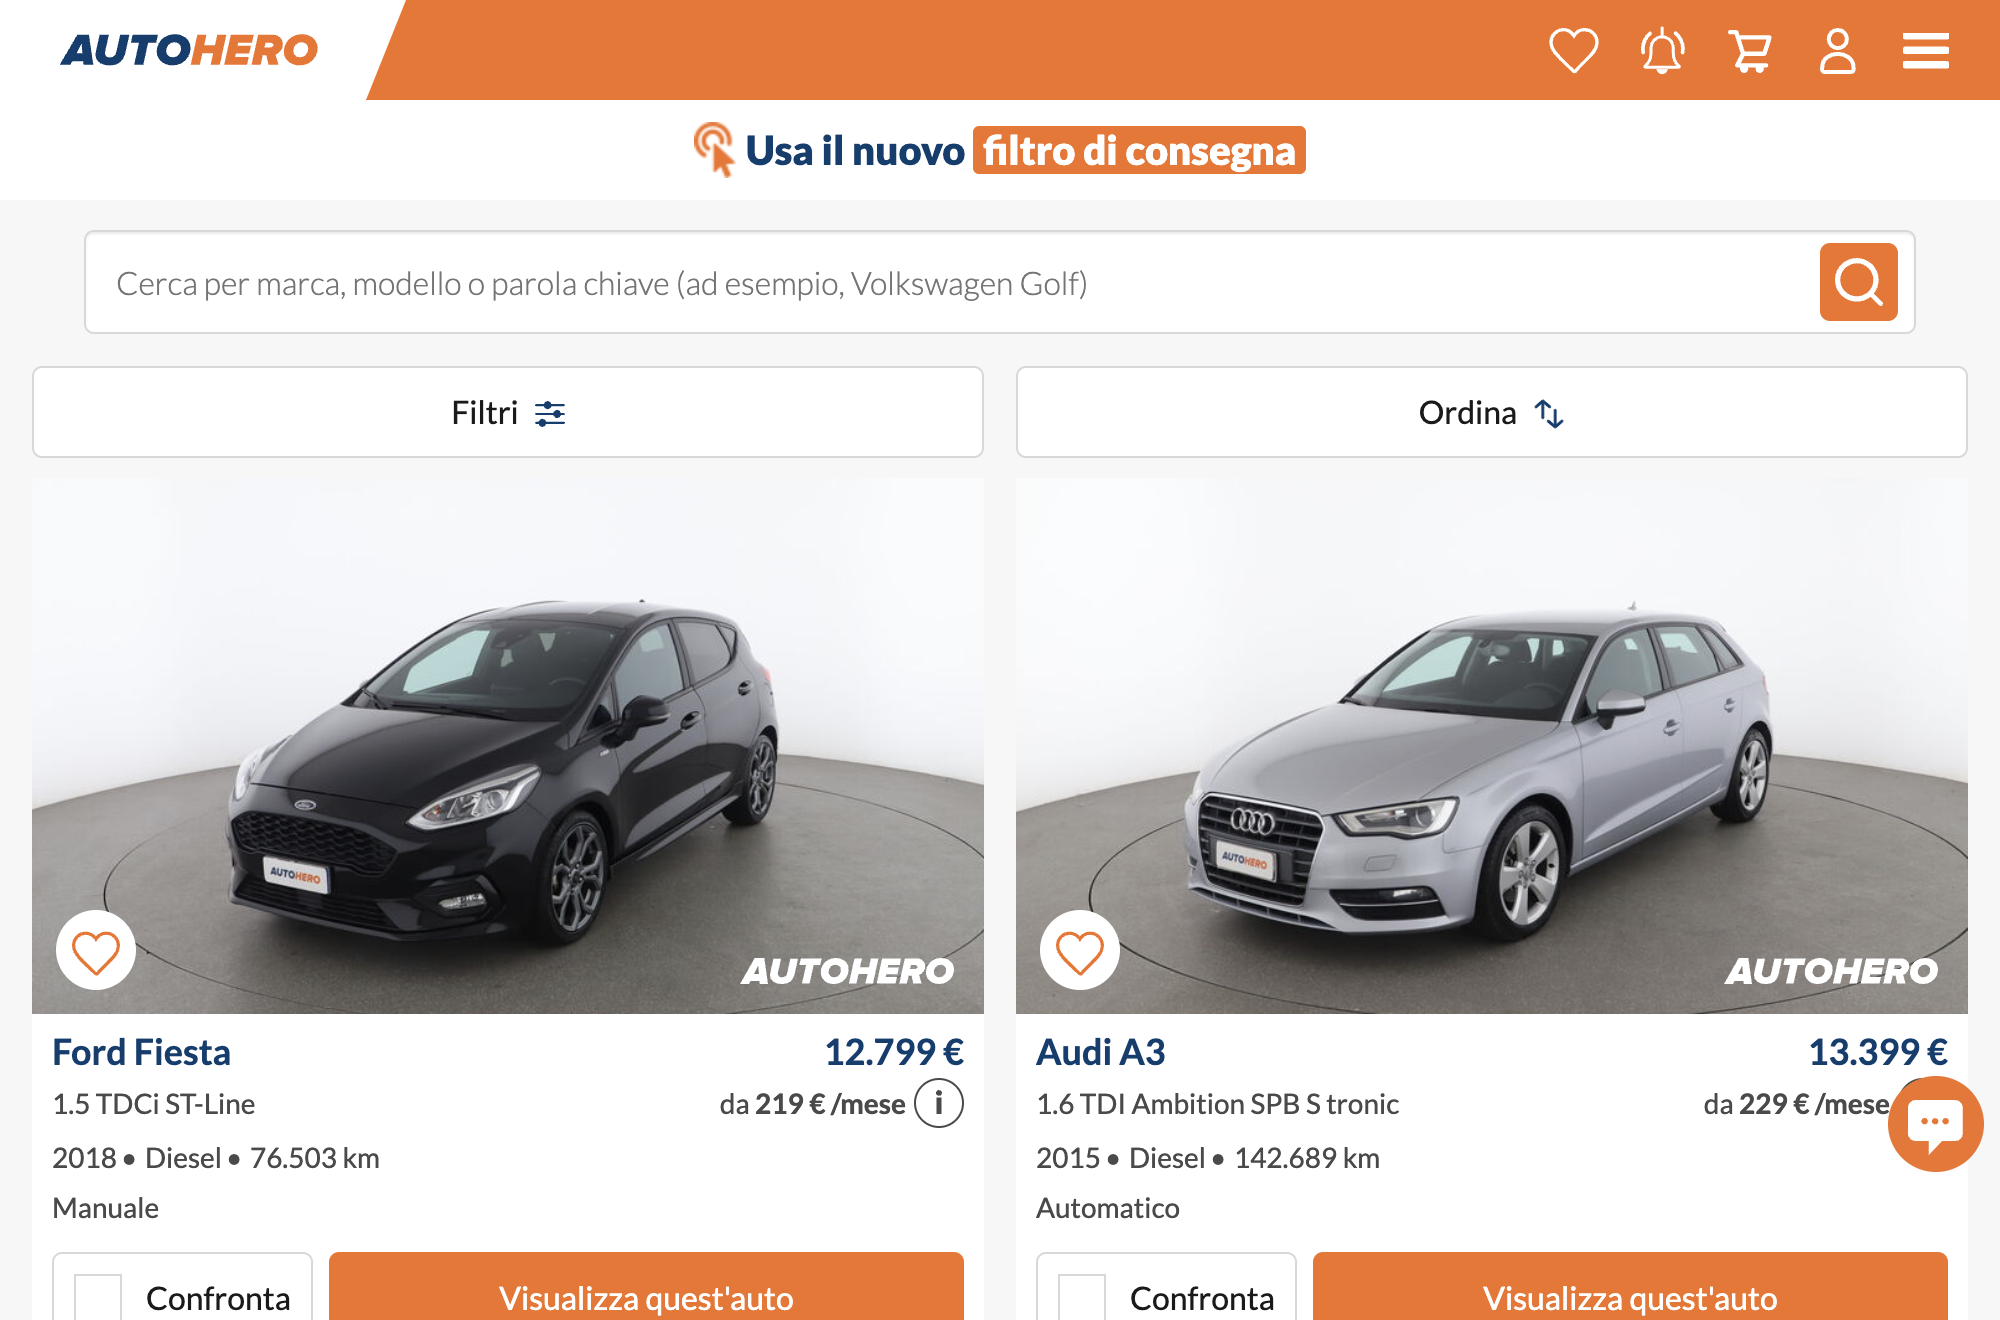 AUTOHERO
Usa il nuovo filtro di consegna
Cerca per marca, modello o parola chiave (ad esempio, Volkswagen Golf)
Filtri
Ordina
AUTOHERO
AUTOHERO
Ford Fiesta
12.799 €
1.5 TDCi ST-Line
da 219 € /mese
i
2018 • Diesel • 76.503 km
Manuale
Confronta
Visualizza quest'auto
AUTOHERO
AUTOHERO
Audi A3
13.399 €
1.6 TDI Ambition SPB S tronic
da 229 € /mese
2015 • Diesel • 142.689 km
Automatico
Confronta
Visualizza quest'auto